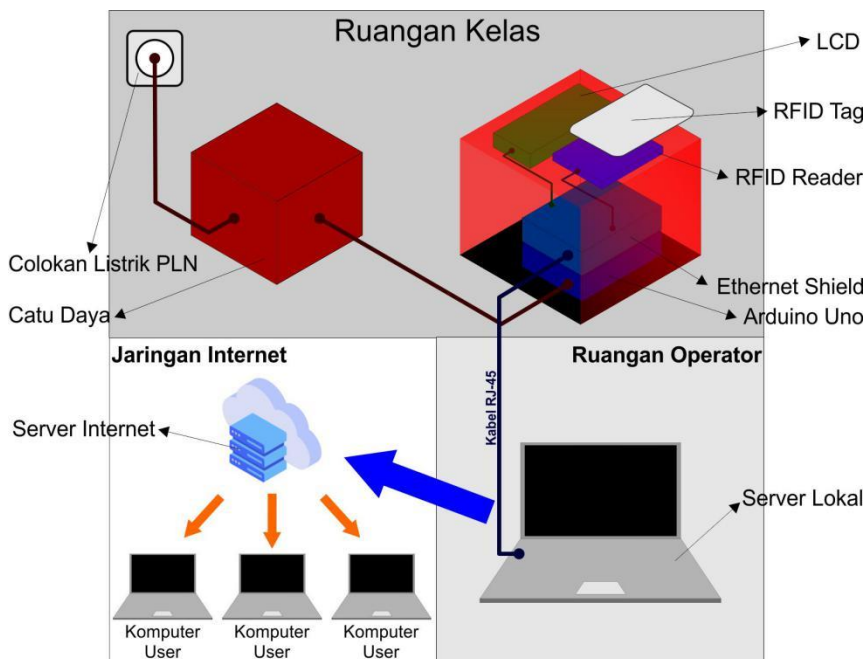 Ruangan Kelas
LCD
RFID Tag
RFID Reader
Colokan Listrik PLN
Ethernet Shield
Catu Daya
Arduino Uno
Jaringan Internet
Ruangan Operator
Kabel RJ-45
Server Internet
Server Lokal
Komputer
User
Komputer
User
Komputer
User